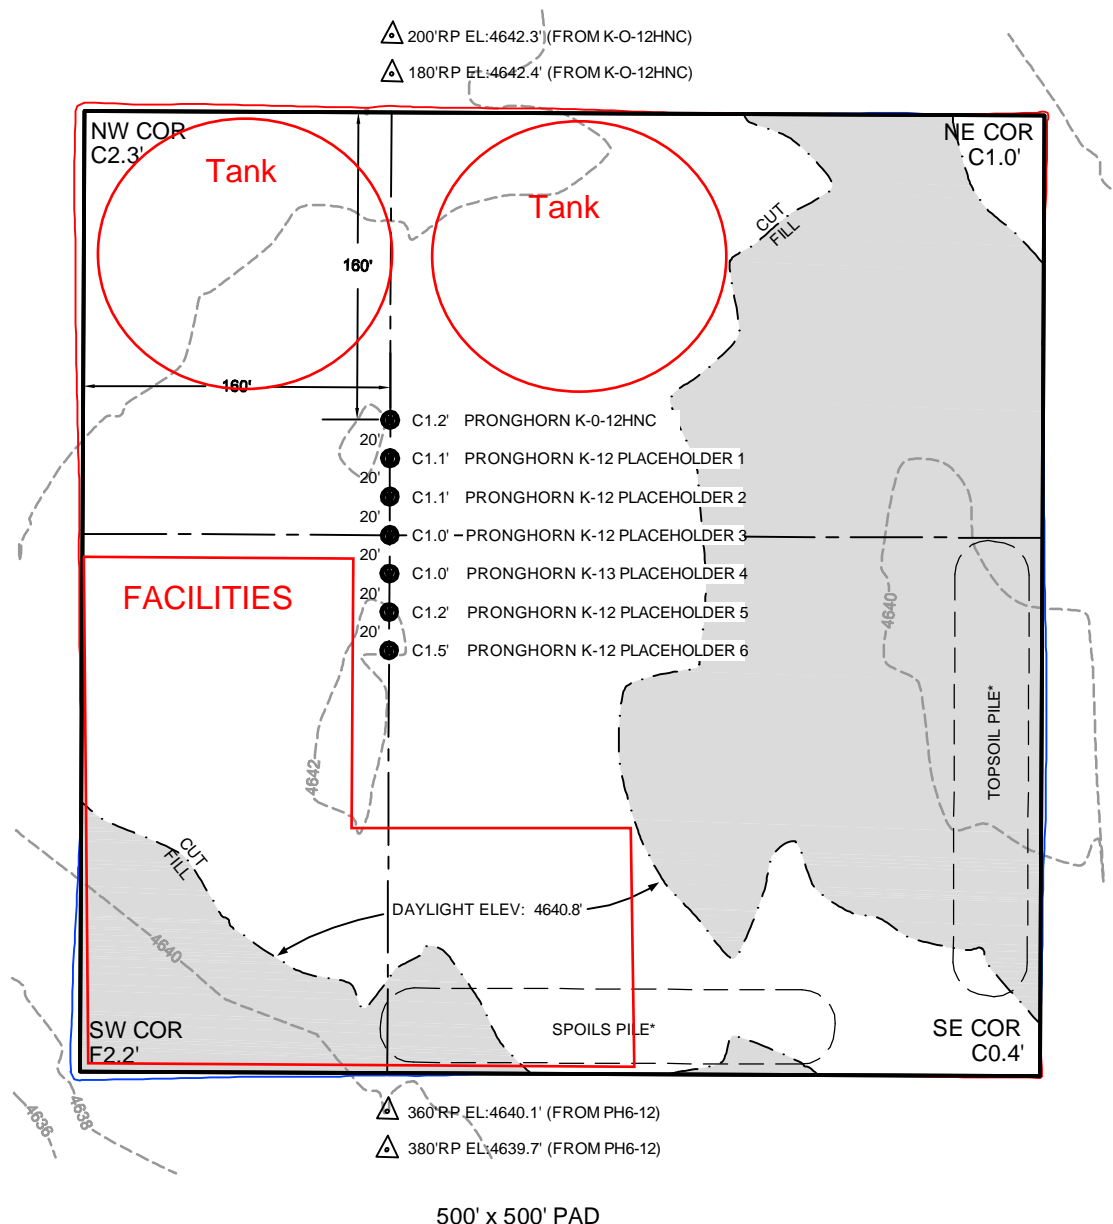 200'RP EL:4642.3' (FROM K-O-12HNC)
180'RP EL:4642.4' (FROM K-O-12HNC)
NW COR
C2.3'
NE COR
C1.0'
Tank
Tank
CUT
FILL
160'
160'
C1.2' PRONGHORN K-0-12HNC
20'
C1.1' PRONGHORN K-12 PLACEHOLDER 1
20'
C1.1' PRONGHORN K-12 PLACEHOLDER 2
20'
C1.0' PRONGHORN K-12 PLACEHOLDER 3
20'
C1.0' PRONGHORN K-13 PLACEHOLDER 4
20'
C1.2' PRONGHORN K-12 PLACEHOLDER 5
20'
C1.5' PRONGHORN K-12 PLACEHOLDER 6
FACILITIES
4640
TOPSOIL PILE*
4642
CUT
FILL
DAYLIGHT ELEV: 4640.8'
4640
SW COR
F2.2'
SPOILS PILE*
SE COR
C0.4'
4636
4638
360'RP EL:4640.1' (FROM PH6-12)
380'RP EL:4639.7' (FROM PH6-12)
500' x 500' PAD